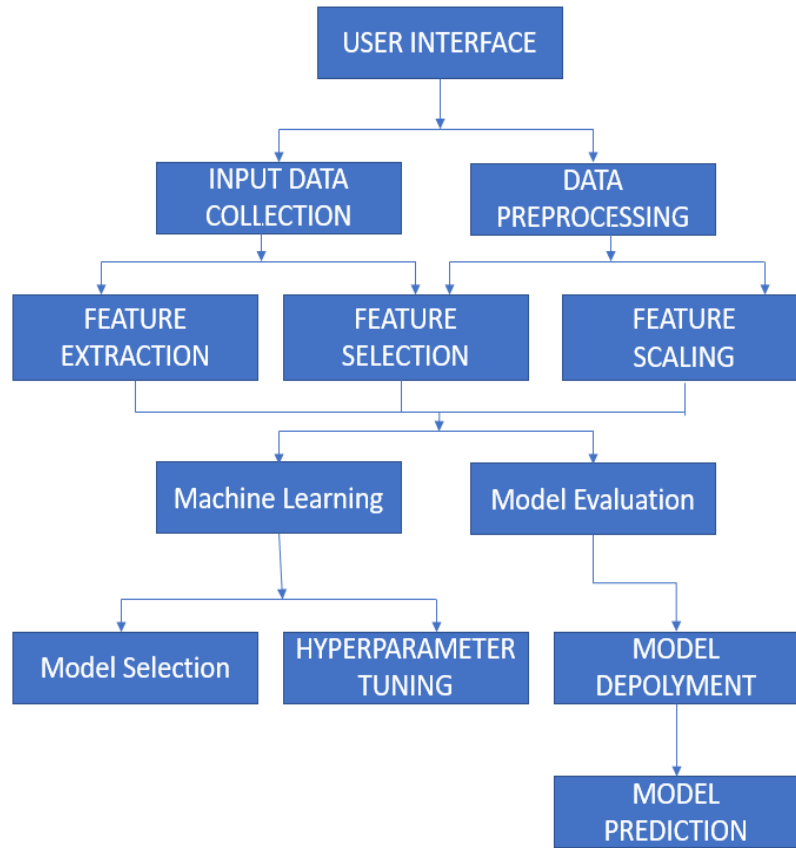 USER INTERFACE
INPUT DATA
COLLECTION
DATA
PREPROCESSING
FEATURE
EXTRACTION
FEATURE
SELECTION
FEATURE
SCALING
Machine Learning
Model Evaluation
Model Selection
HYPERPARAMETER
TUNING
MODEL
DEPOLYMENT
MODEL
PREDICTION